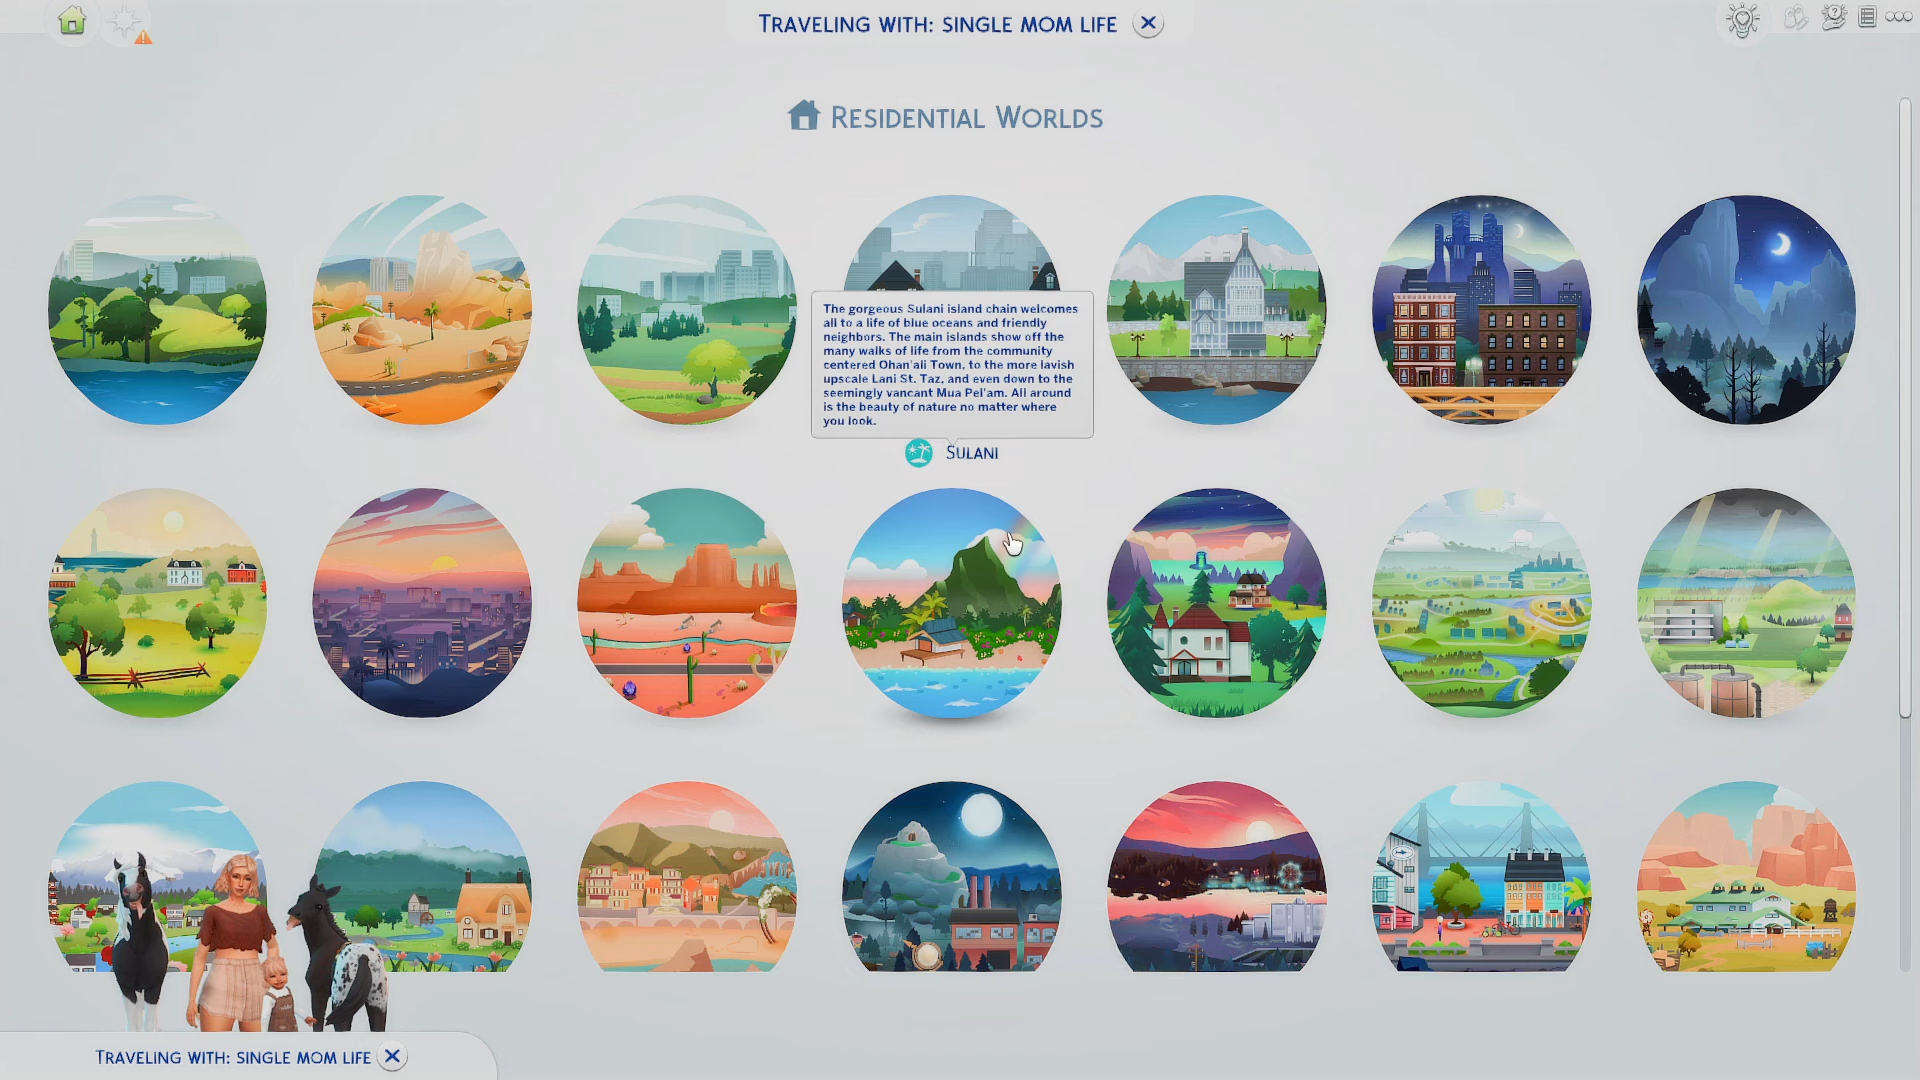 TRAVELING WITH: SINGLE MOM LIFE
RESIDENTIAL WORLDS
The gorgeous Sulani island chain welcomes
all to a life of blue oceans and friendly
neighbors. The main islands show off the
many walks of life from the community
centered Ohan'ali Town, to the more lavish
upscale Lani St. Taz, and even down to the
seemingly vancant Mua Pel'am. All around
is the beauty of nature no matter where
you look.
SULANI
TRAVELING WITH: SINGLE MOM LIFE